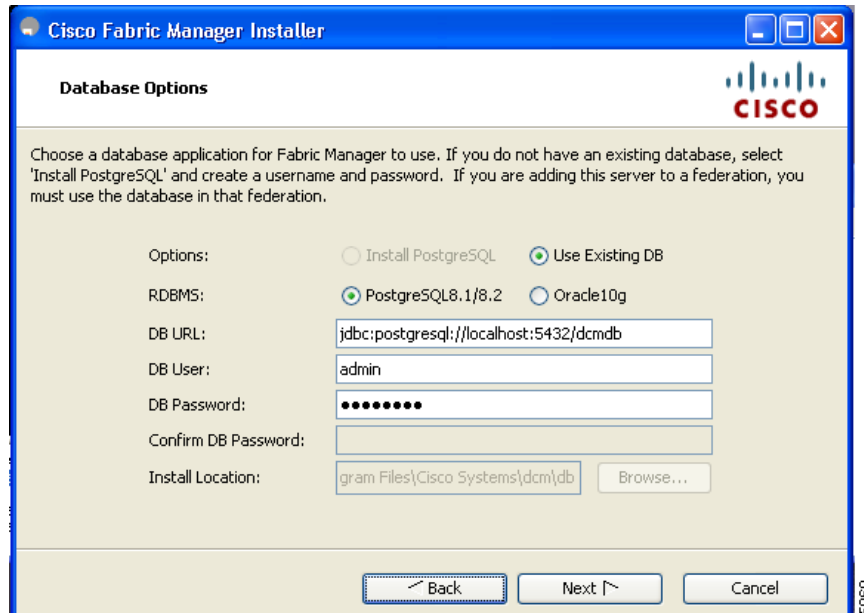 Cisco Fabric Manager Installer
Database Options
CISCO
Choose a database application for Fabric Manager to use. If you do not have an existing database, select
'Install PostgreSQL' and create a username and password. If you are adding this server to a federation, you
must use the database in that federation.
Options: Install PostgreSQL Use Existing DB
RDBMS: PostgreSQL8.1/8.2 Oracle10g
DB URL: jdbc:postgresql://localhost:5432/dcmdb
DB User: admin
DB Password: ••••••••
Confirm DB Password:
Install Location: gram Files\Cisco Systems\dcm\db Browse...
Back Next Cancel